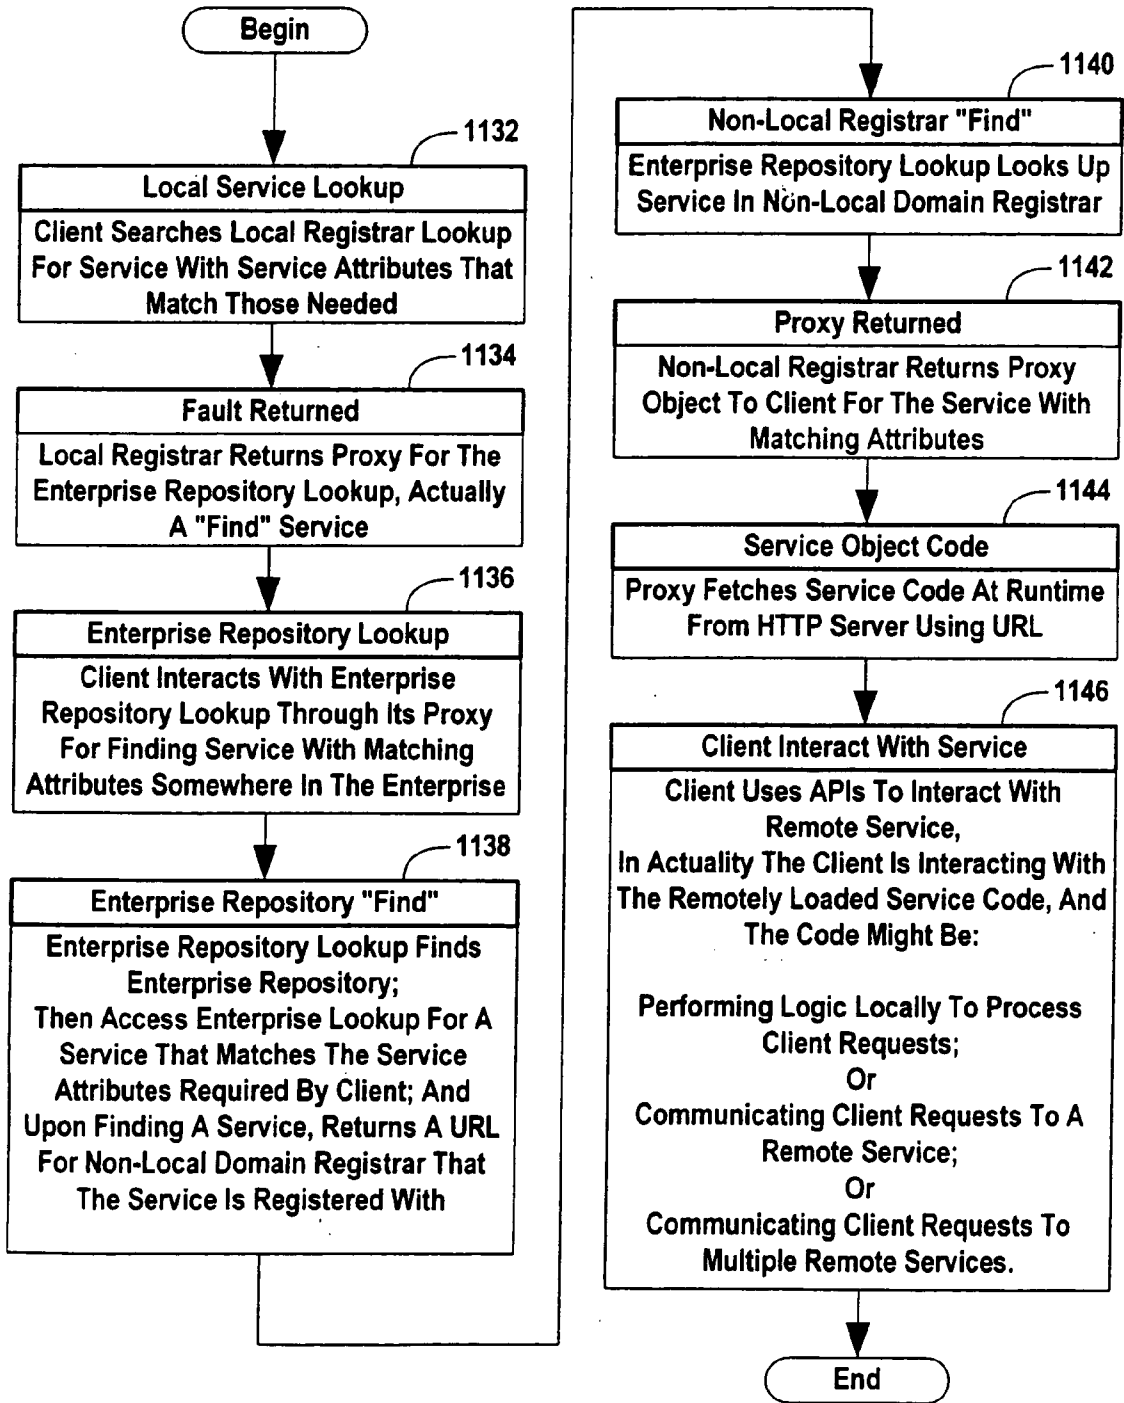 Begin
1132
Local Service Lookup
Client Searches Local Registrar Lookup
For Service With Service Attributes That
Match Those Needed
1134
Fault Returned
Local Registrar Returns Proxy For The
Enterprise Repository Lookup, Actually
A "Find" Service
1136
Enterprise Repository Lookup
Client Interacts With Enterprise
Repository Lookup Through Its Proxy
For Finding Service With Matching
Attributes Somewhere In The Enterprise
1138
Enterprise Repository "Find"
Enterprise Repository Lookup Finds
Enterprise Repository;
Then Access Enterprise Lookup For A
Service That Matches The Service
Attributes Required By Client; And
Upon Finding A Service, Returns A URL
For Non-Local Domain Registrar That
The Service Is Registered With
1140
Non-Local Registrar "Find"
Enterprise Repository Lookup Looks Up
Service In Non-Local Domain Registrar
1142
Proxy Returned
Non-Local Registrar Returns Proxy
Object To Client For The Service With
Matching Attributes
1144
Service Object Code
Proxy Fetches Service Code At Runtime
From HTTP Server Using URL
1146
Client Interact With Service
Client Uses APIs To Interact With
Remote Service,
In Actuality The Client Is Interacting With
The Remotely Loaded Service Code, And
The Code Might Be:
Performing Logic Locally To Process
Client Requests;
Or
Communicating Client Requests To A
Remote Service;
Or
Communicating Client Requests To
Multiple Remote Services.
End